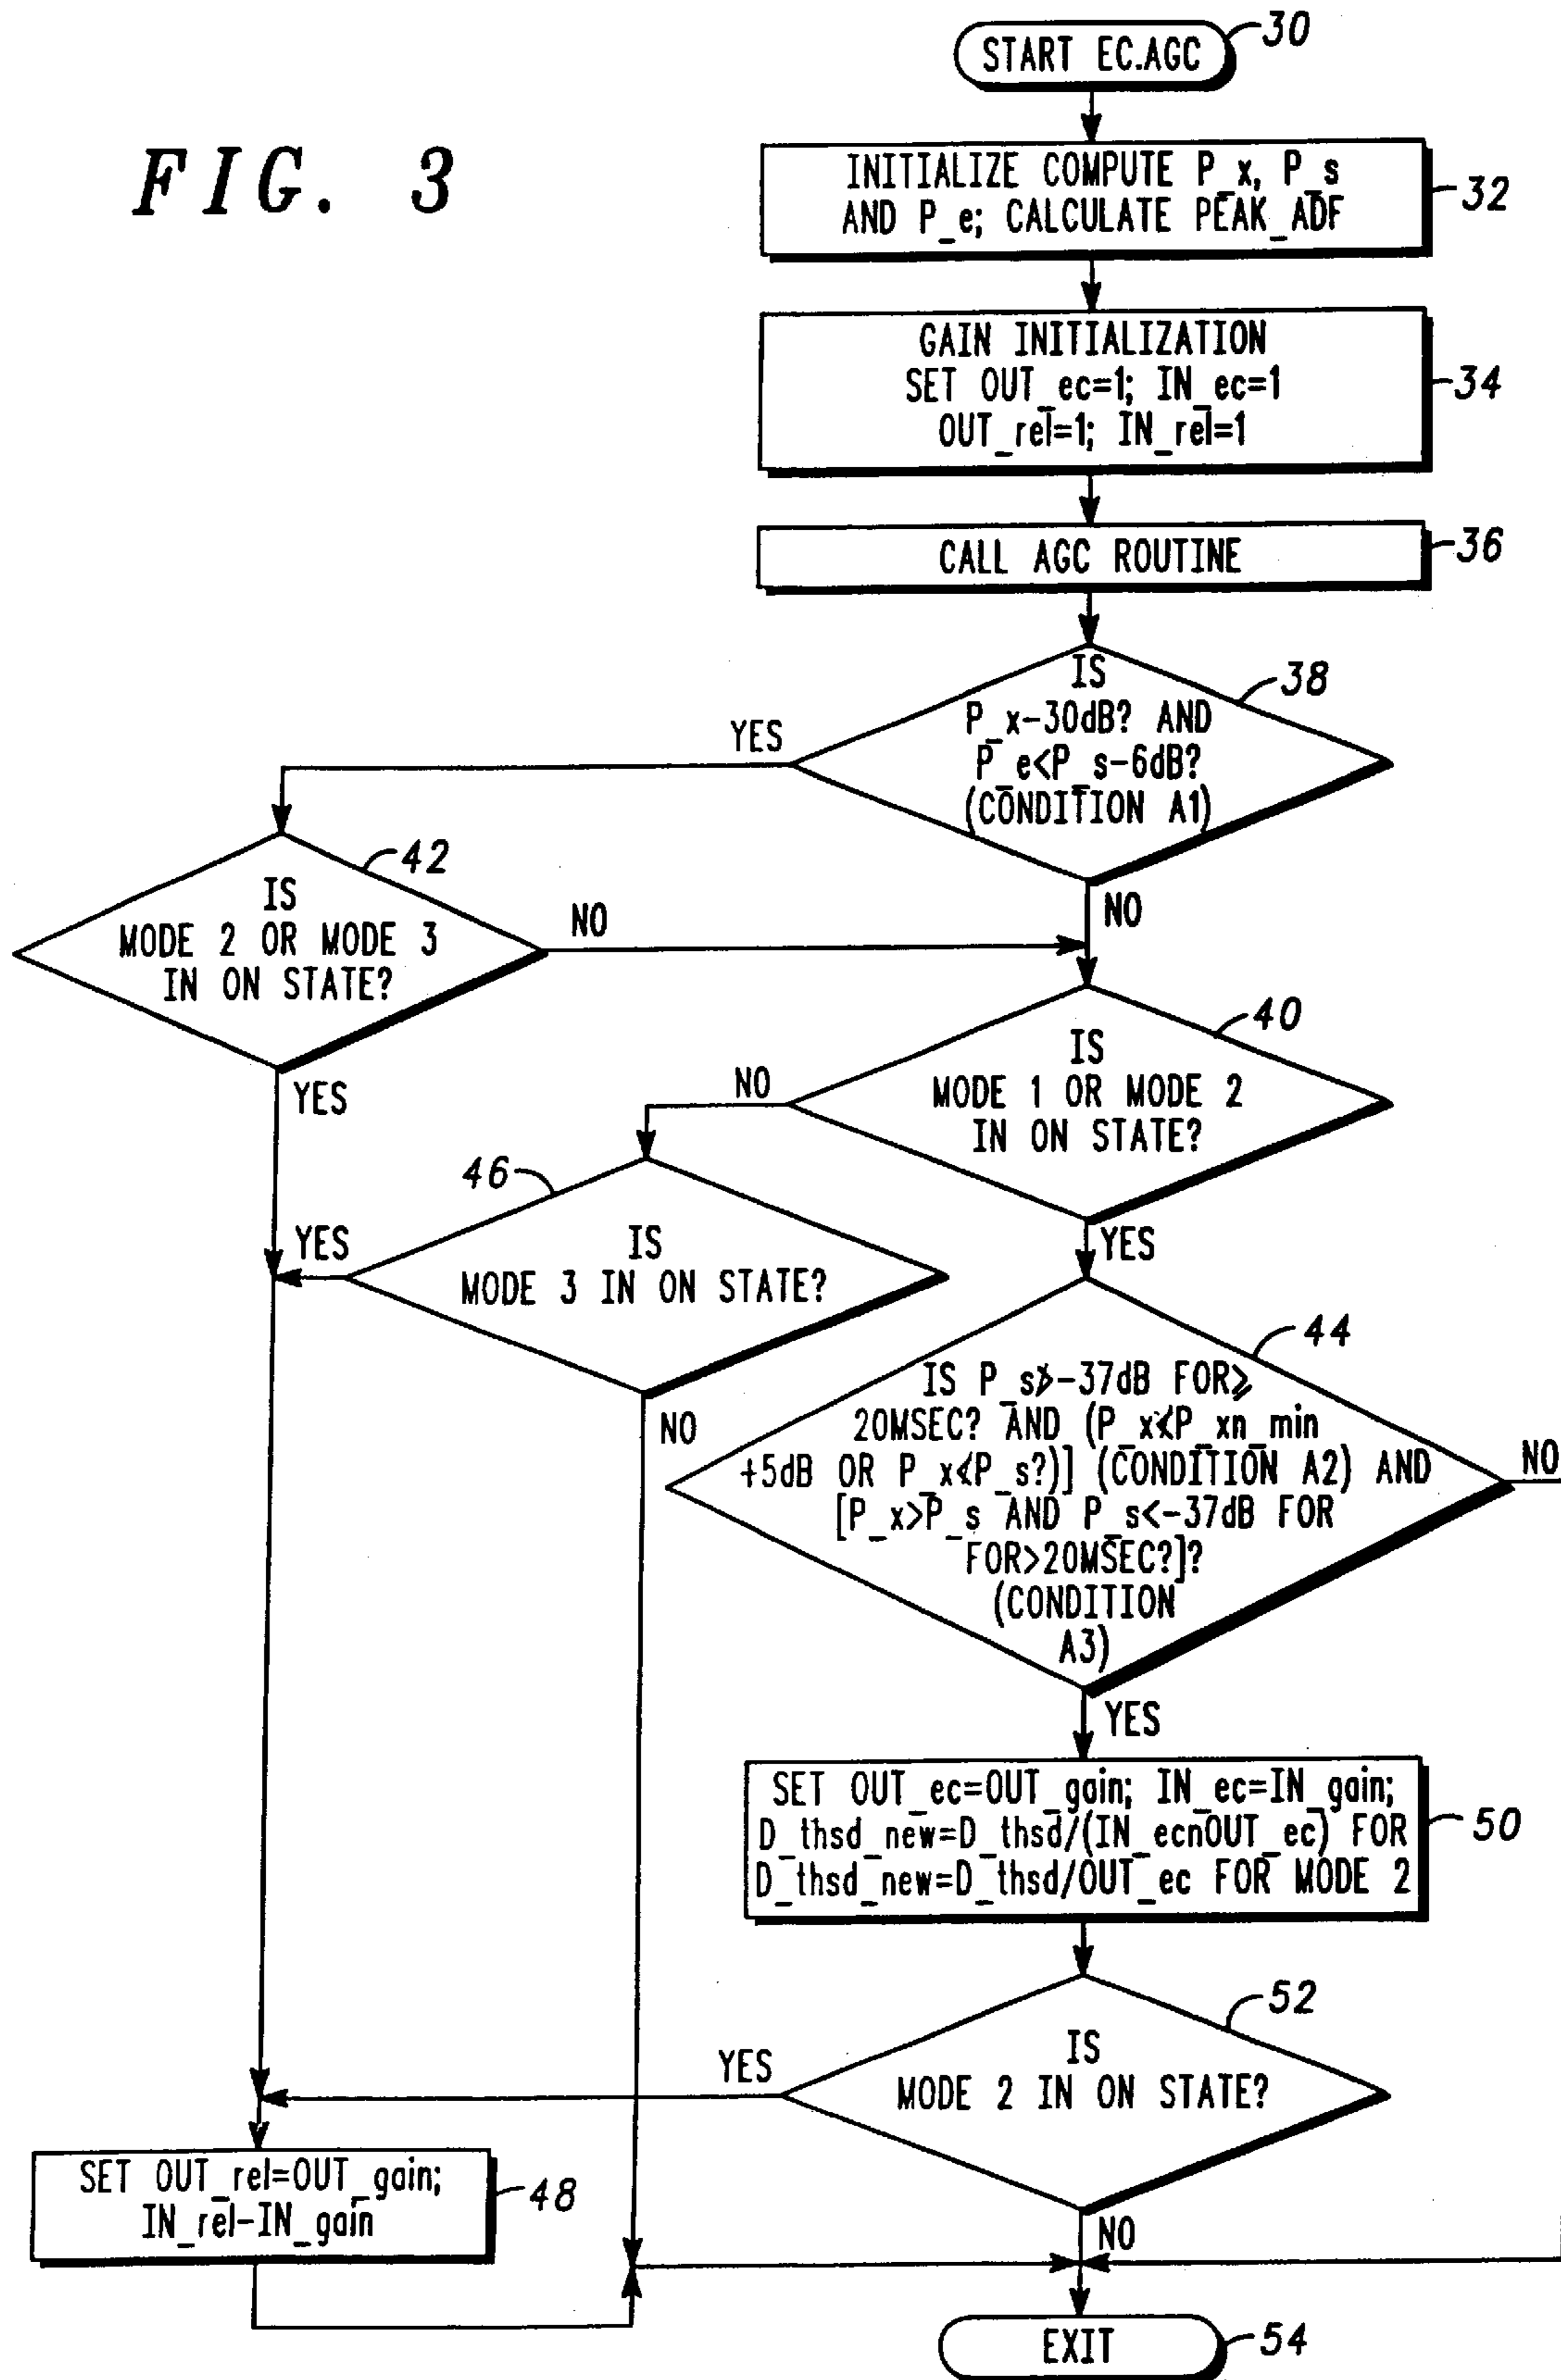 FIG. 3
START EC.AGC
30
INITIALIZE COMPUTE P_x, P_s
AND P_e; CALCULATE PEAK_ADF
32
GAIN INITIALIZATION
SET OUT_ec=1; IN_ec=1
OUT_rel=1; IN_rel=1
34
CALL AGC ROUTINE
36
IS
P_x-30dB? AND
P_e<P_s-6dB?
(CONDITION A1)
38
YES
NO
IS
MODE 2 OR MODE 3
IN ON STATE?
42
NO
YES
IS
MODE 1 OR MODE 2
IN ON STATE?
40
NO
YES
IS
MODE 3 IN ON STATE?
46
YES
NO
IS P_s≯-37dB FOR⩾
20MSEC? AND (P_x≮P_xn_min
+5dB OR P_x≮P_s?)] (CONDITION A2) AND
[P_x>P_s AND P_s<-37dB FOR
FOR>20MSEC?]?
(CONDITION
A3)
44
NO
YES
SET OUT_ec=OUT_gain; IN_ec=IN_gain;
D_thsd_new=D_thsd/(IN_ecnOUT_ec) FOR
D_thsd_new=D_thsd/OUT_ec FOR MODE 2
50
IS
MODE 2 IN ON STATE?
52
YES
NO
SET OUT_rel=OUT_gain;
IN_rel-IN_gain
48
EXIT
54